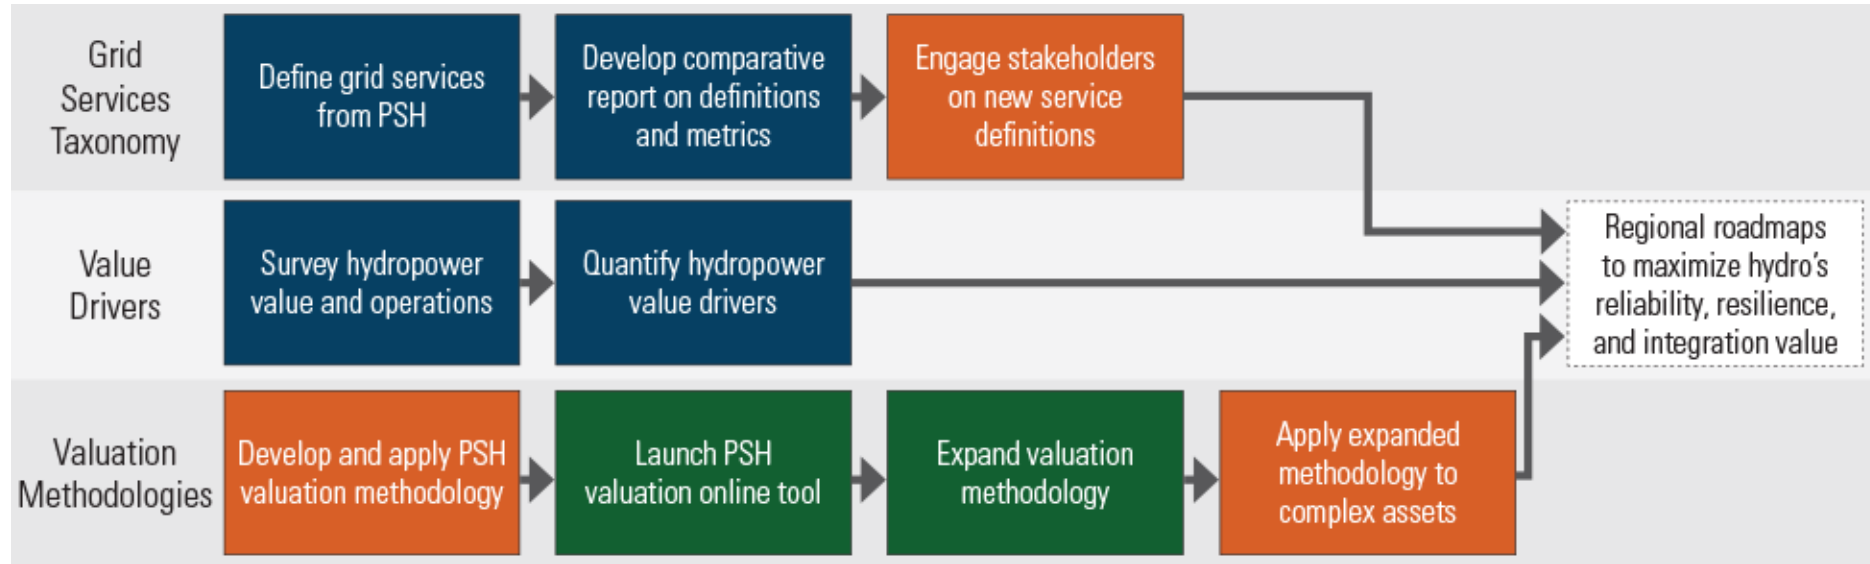 Grid
Services
Taxonomy
Define grid services
from PSH
Develop comparative
report on definitions
and metrics
Engage stakeholders
on new service
definitions
Value
Drivers
Survey hydropower
value and operations
Quantify hydropower
value drivers
Regional roadmaps
to maximize hydro's
reliability, resilience,
and integration value
Valuation
Methodologies
Develop and apply PSH
valuation methodology
Launch PSH
valuation online tool
Expand valuation
methodology
Apply expanded
methodology to
complex assets